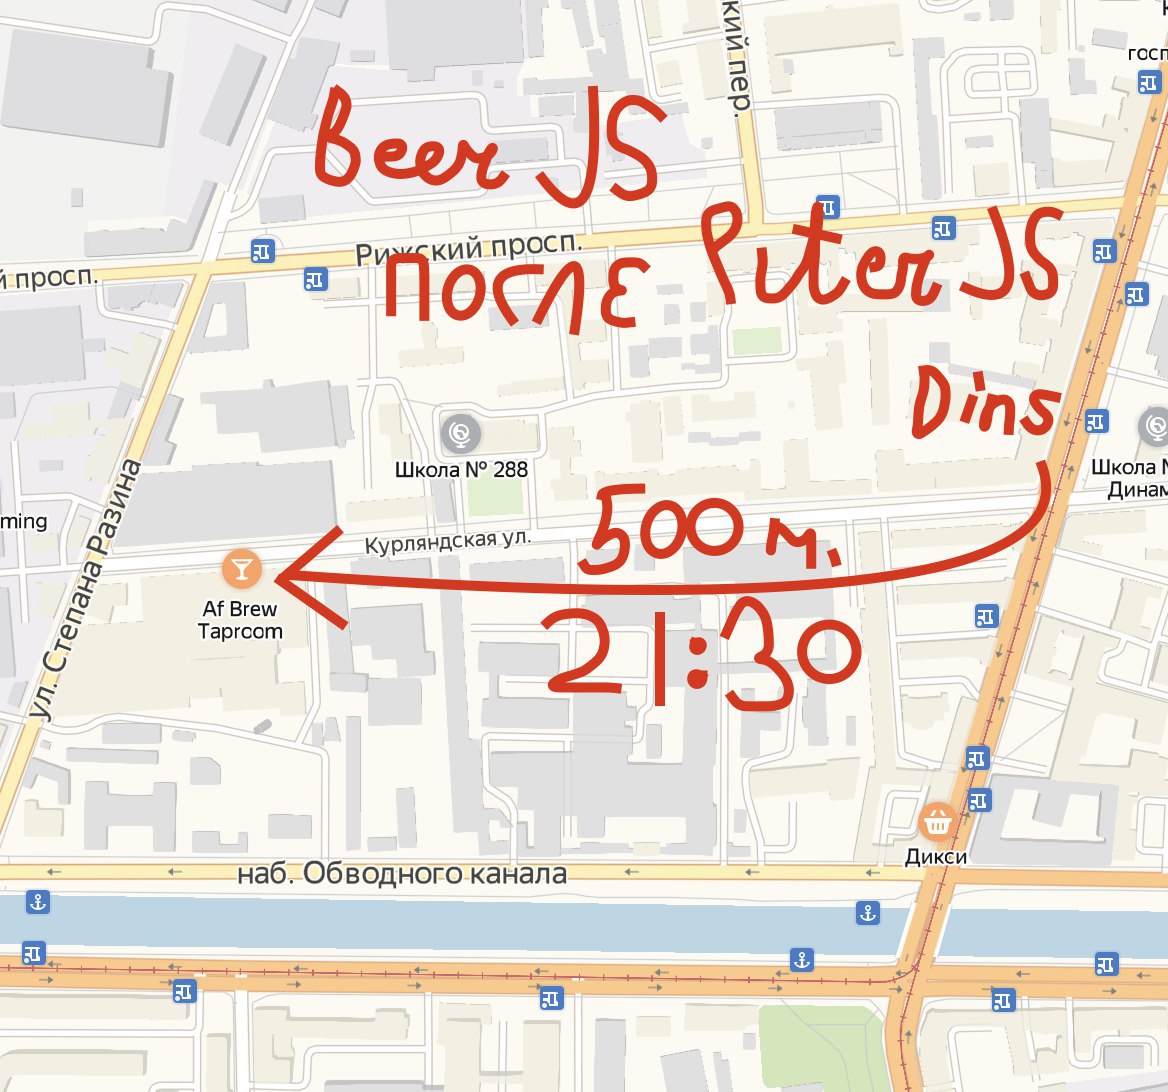 кий пер.
госп
Beer JS
Рижский просп.
й просп.
после PiterJS
Dins
Школа № 288
Школа №
Динам
ming
ул. Степана Разина
500 м.
Курляндская ул.
Af Brew
Taproom
21:30
Дикси
наб. Обводного канала